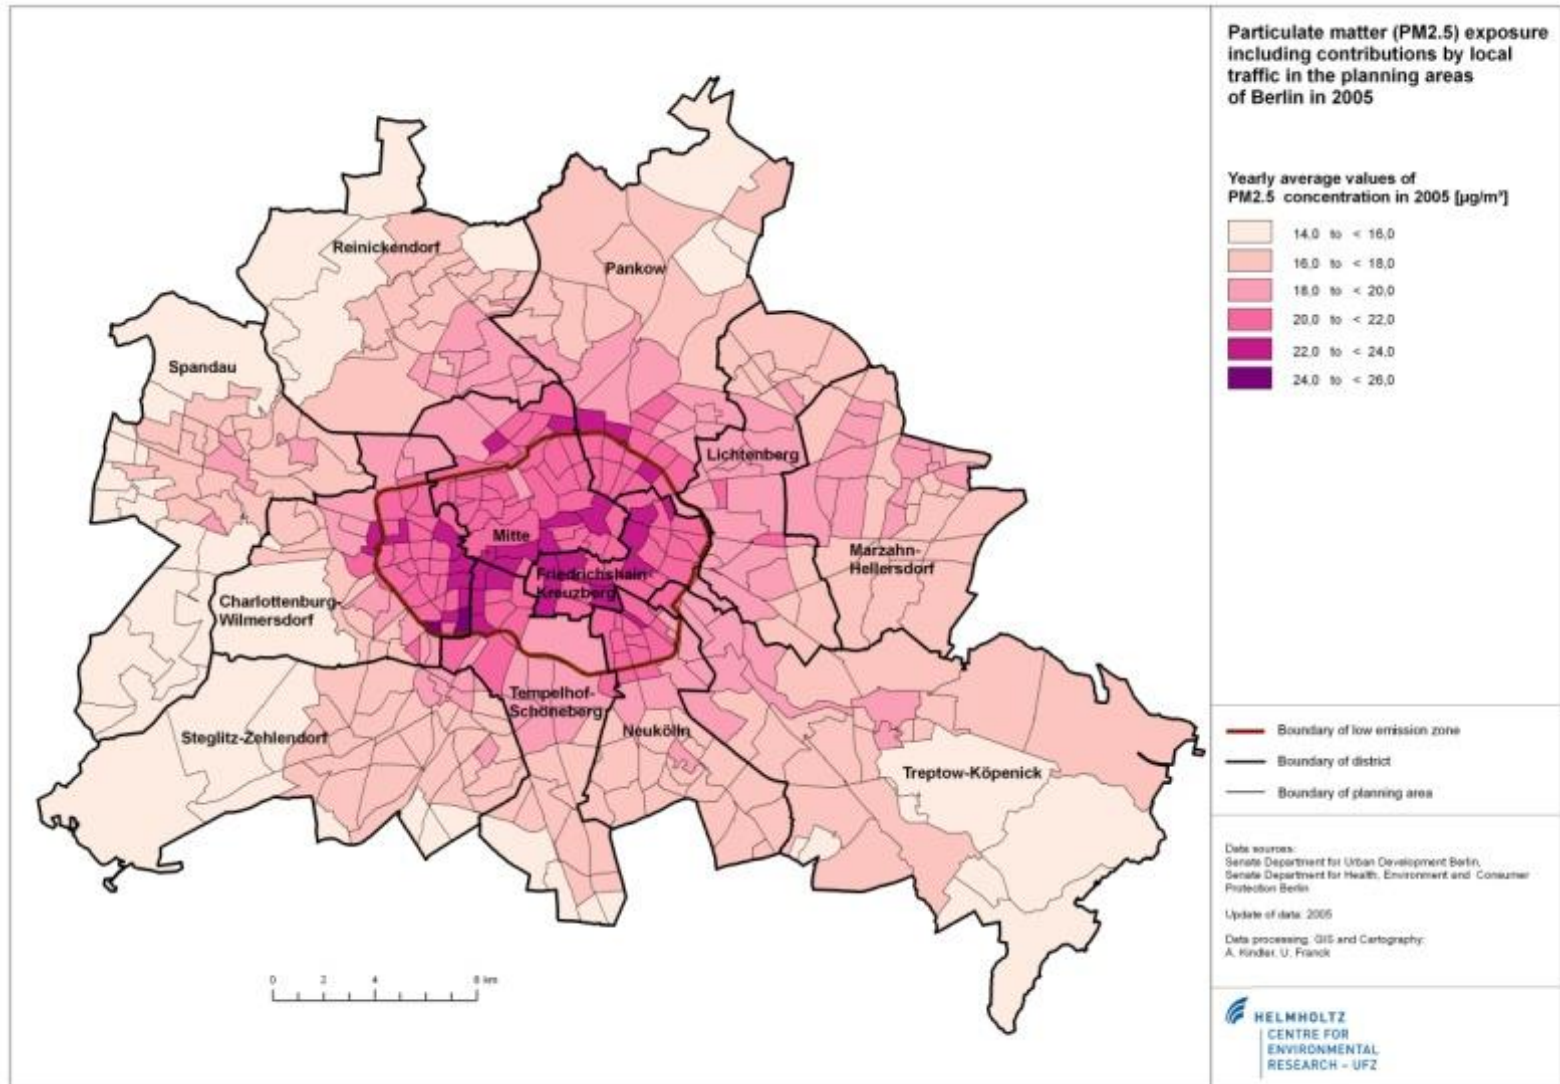 Particulate matter (PM2.5) exposure
including contributions by local
traffic in the planning areas
of Berlin in 2005
Yearly average values of
PM2.5 concentration in 2005 [µg/m³]
14,0 to < 16,0
16,0 to < 18,0
18,0 to < 20,0
20,0 to < 22,0
22,0 to < 24,0
24,0 to < 26,0
Reinickendorf
Pankow
Spandau
Lichtenberg
Mitte
Marzahn-
Hellersdorf
Friedrichshain-
Kreuzberg
Charlottenburg-
Wilmersdorf
Tempelhof-
Schöneberg
Neukölln
Steglitz-Zehlendorf
Treptow-Köpenick
0 2 4 8 km
Boundary of low emission zone
Boundary of district
Boundary of planning area
Data sources:
Senate Department for Urban Development Berlin,
Senate Department for Health, Environment and Consumer
Protection Berlin
Update of data: 2005
Data processing, GIS and Cartography:
A. Kindler, U. Franck
HELMHOLTZ
CENTRE FOR
ENVIRONMENTAL
RESEARCH – UFZ